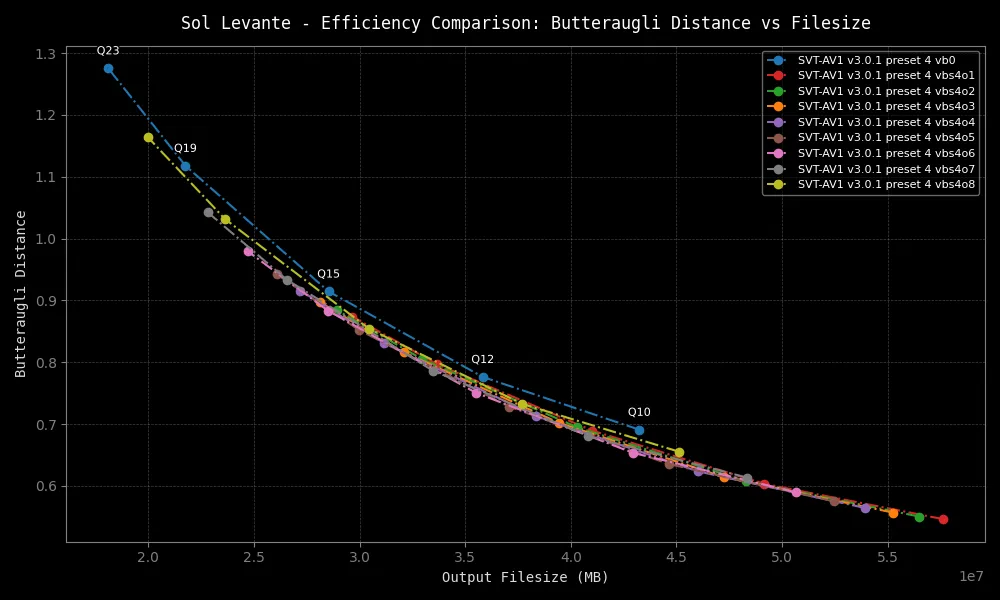 Sol Levante - Efficiency Comparison: Butteraugli Distance vs Filesize
SVT-AV1 v3.0.1 preset 4 vb0
SVT-AV1 v3.0.1 preset 4 vbs4o1
SVT-AV1 v3.0.1 preset 4 vbs4o2
SVT-AV1 v3.0.1 preset 4 vbs4o3
SVT-AV1 v3.0.1 preset 4 vbs4o4
SVT-AV1 v3.0.1 preset 4 vbs4o5
SVT-AV1 v3.0.1 preset 4 vbs4o6
SVT-AV1 v3.0.1 preset 4 vbs4o7
SVT-AV1 v3.0.1 preset 4 vbs4o8
Q23
Q19
Q15
Q12
Q10
Butteraugli Distance
1.3
1.2
1.1
1.0
0.9
0.8
0.7
0.6
2.0 2.5 3.0 3.5 4.0 4.5 5.0 5.5
1e7
Output Filesize (MB)